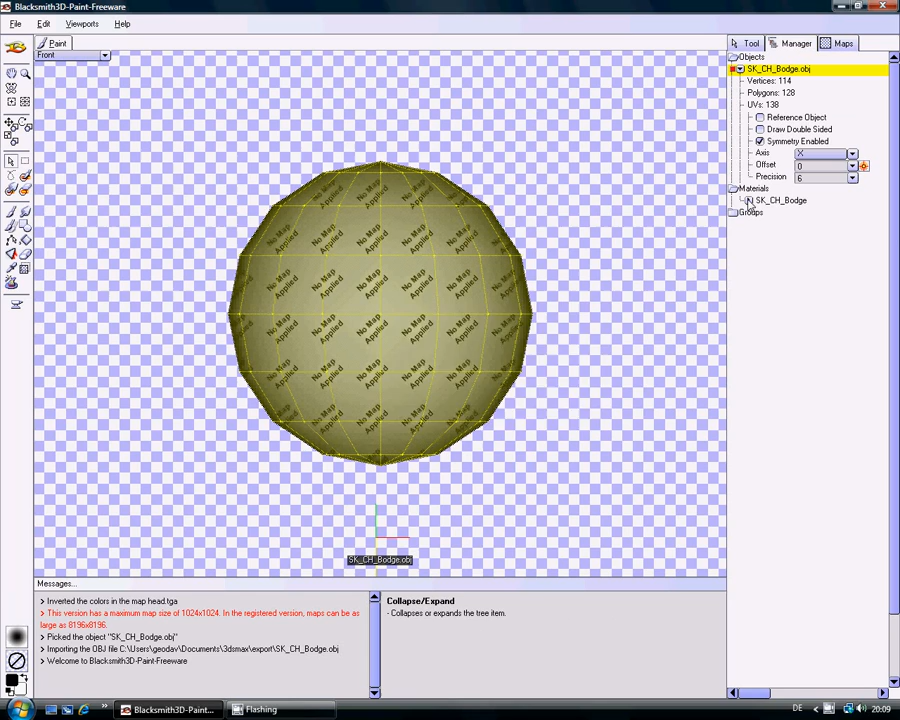 Blacksmith3D-Paint-Freeware
File Edit Viewports Help
Paint
Tool Manager Maps
Front
Objects
SK_CH_Bodge.obj
Vertices: 114
Polygons: 128
UVs: 138
Reference Object
Draw Double Sided
Symmetry Enabled
Axis X
Offset 0
Precision 6
Materials
SK_CH_Bodge
Groups
No Map Applied
SK_CH_Bodge.obj
Messages...
> Inverted the colors in the map head.tga
> This version has a maximum map size of 1024x1024. In the registered version, maps can be as
large as 8196x8196.
> Picked the object "SK_CH_Bodge.obj"
> Importing the OBJ file C:\Users\geodav\Documents\3dsmax\export\SK_CH_Bodge.obj
> Welcome to Blacksmith3D-Paint-Freeware
Collapse/Expand
- Collapses or expands the tree item.
Blacksmith3D-Paint... Flashing DE 20:09